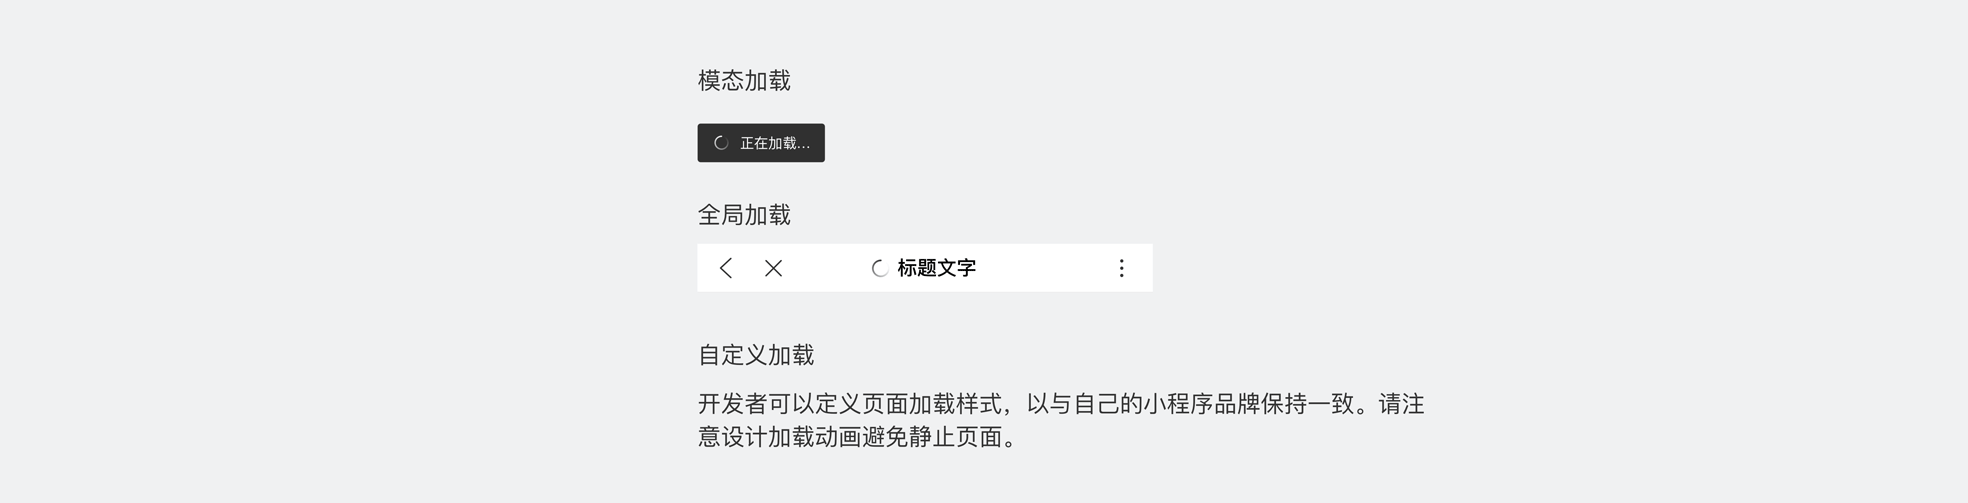 模态加载
正在加载...
全局加载
标题文字
自定义加载
开发者可以定义页面加载样式，以与自己的小程序品牌保持一致。请注
意设计加载动画避免静止页面。